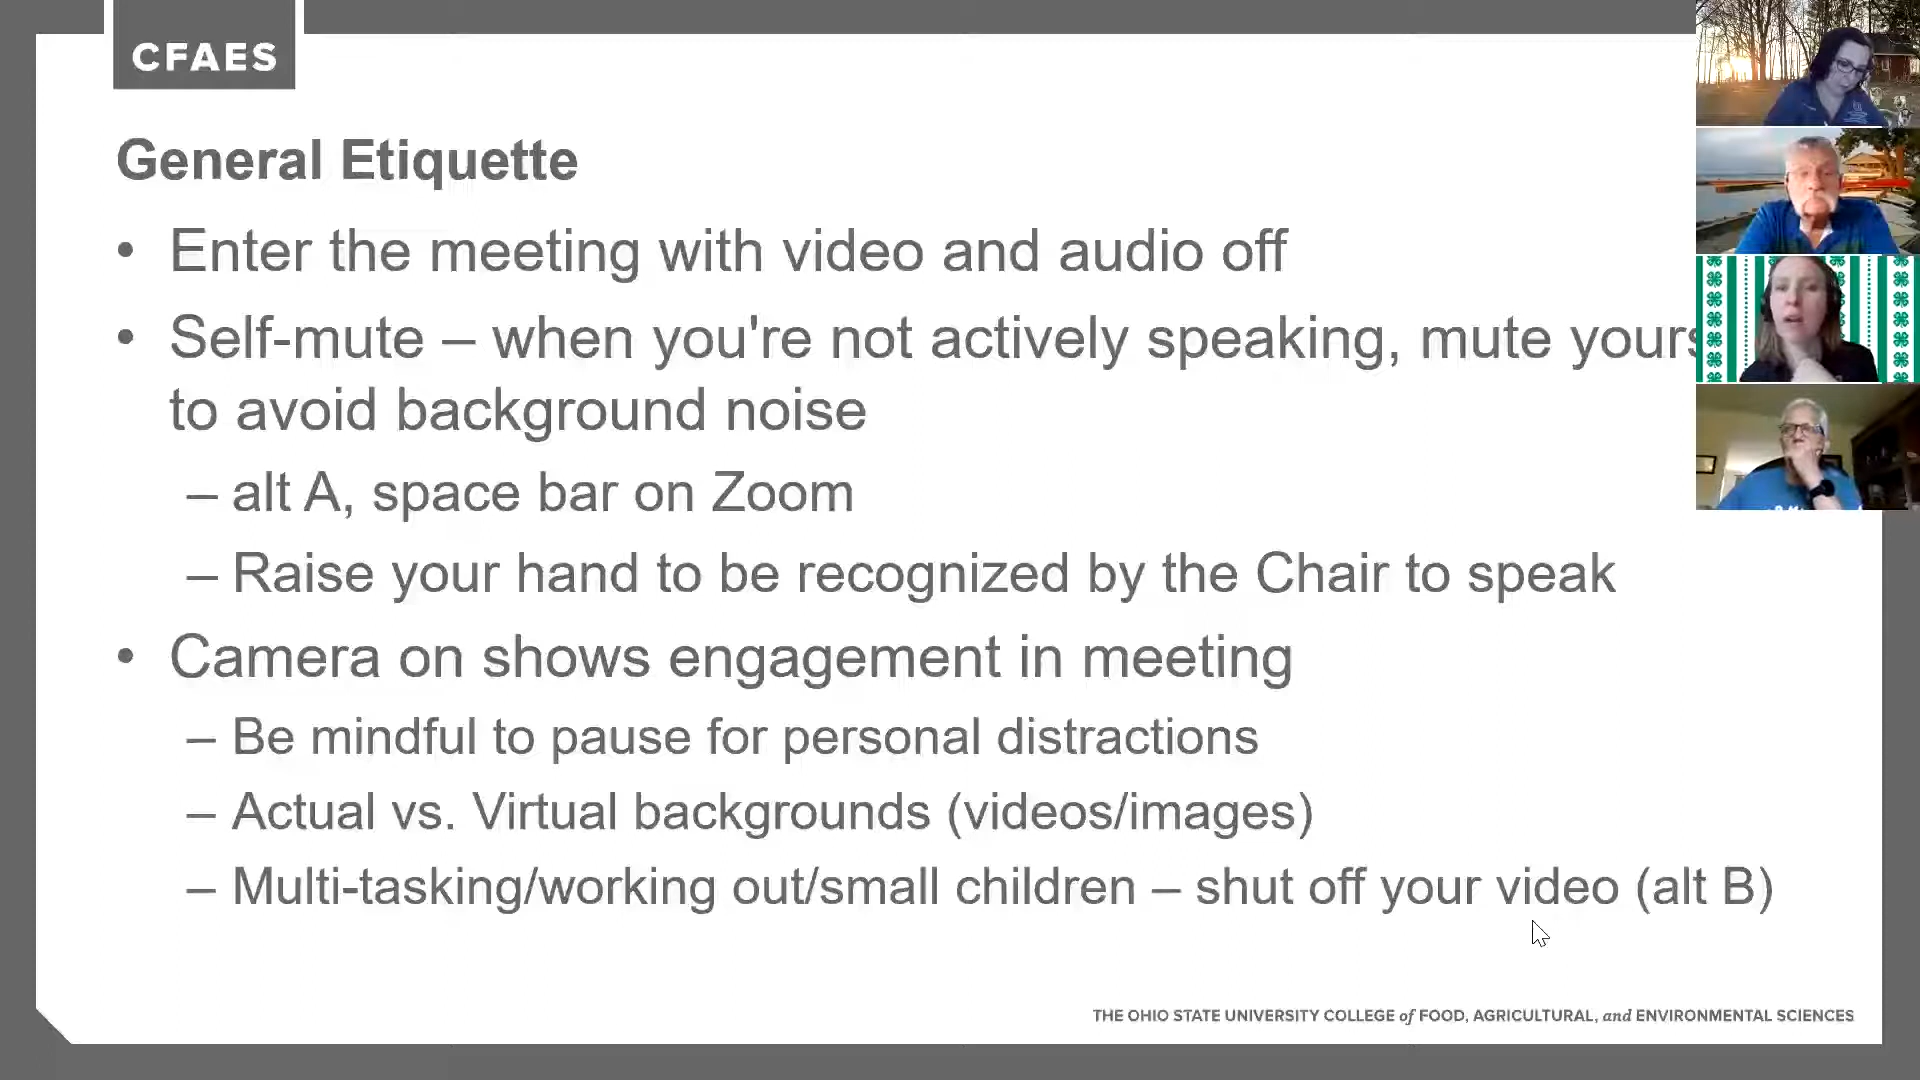 CFAES
General Etiquette
• Enter the meeting with video and audio off
• Self-mute – when you're not actively speaking, mute yours
to avoid background noise
– alt A, space bar on Zoom
– Raise your hand to be recognized by the Chair to speak
• Camera on shows engagement in meeting
– Be mindful to pause for personal distractions
– Actual vs. Virtual backgrounds (videos/images)
– Multi-tasking/working out/small children – shut off your video (alt B)
THE OHIO STATE UNIVERSITY COLLEGE of FOOD, AGRICULTURAL, and ENVIRONMENTAL SCIENCES